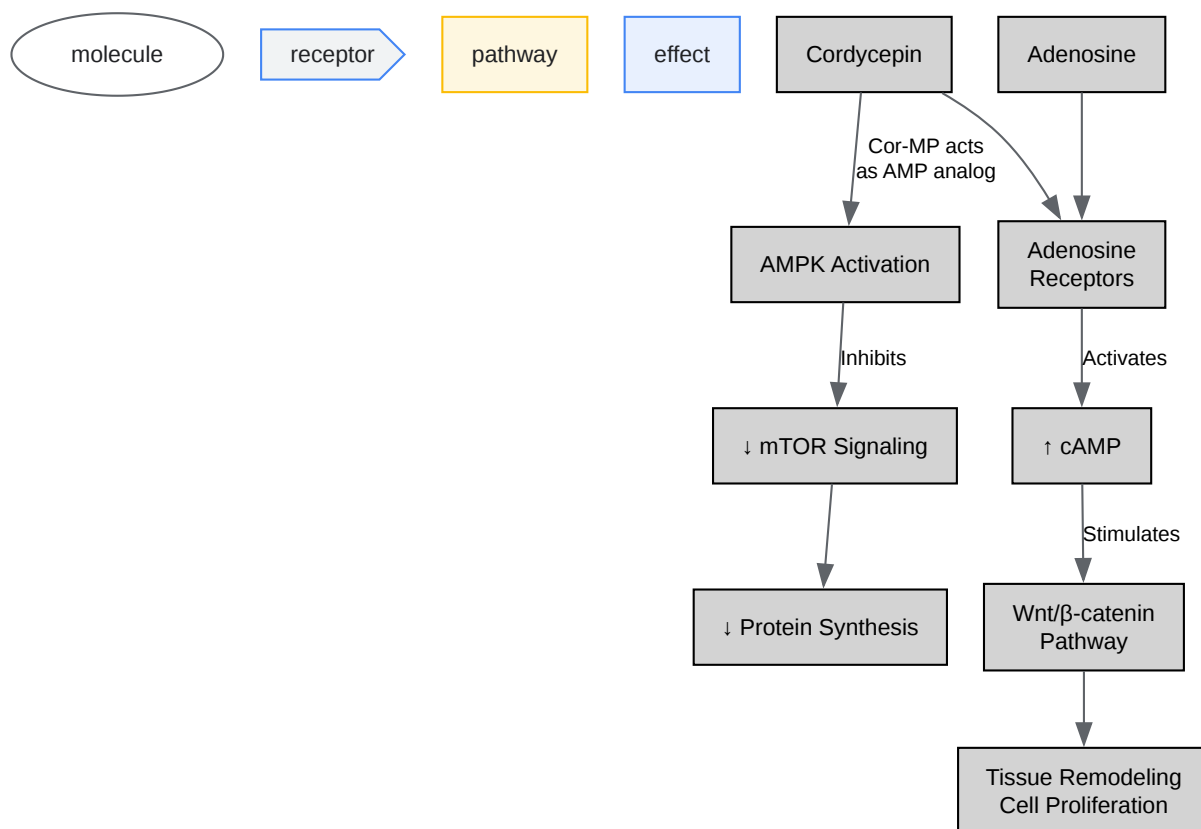 molecule
receptor
pathway
effect
Cordycepin
Adenosine
Cor-MP acts
as AMP analog
AMPK Activation
Adenosine
Receptors
Inhibits
Activates
↓ mTOR Signaling
↑ cAMP
Stimulates
↓ Protein Synthesis
Wnt/β-catenin
Pathway
Tissue Remodeling
Cell Proliferation